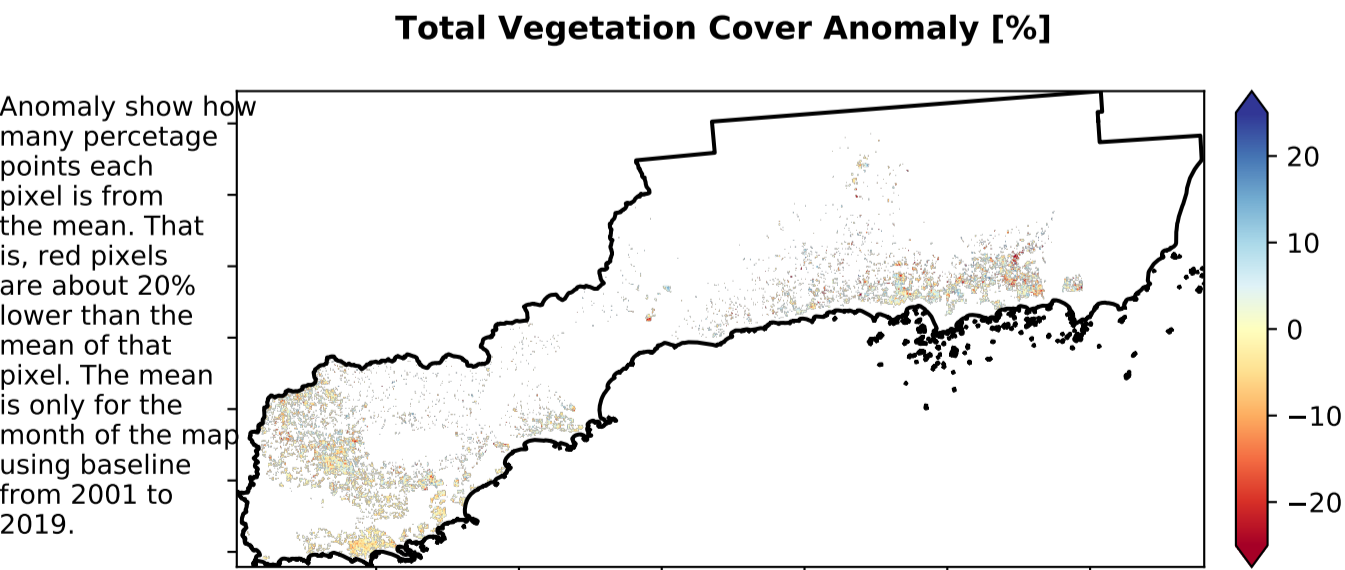 Total Vegetation Cover Anomaly [%]
Anomaly show how
many percetage
points each
pixel is from
the mean. That
is, red pixels
are about 20%
lower than the
mean of that
pixel. The mean
is only for the
month of the map
using baseline
from 2001 to
2019.
20
10
0
−10
−20